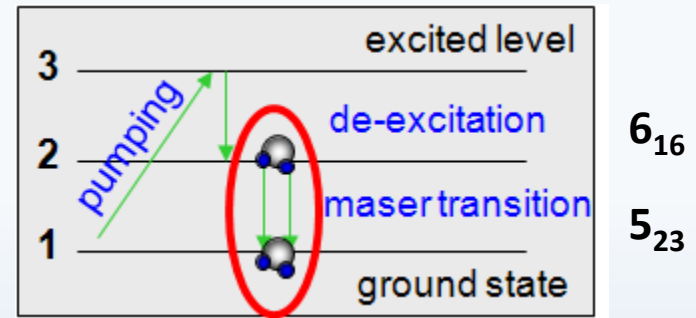 excited level
3
pumping
de-excitation
6₁₆
2
maser transition
5₂₃
1
ground state